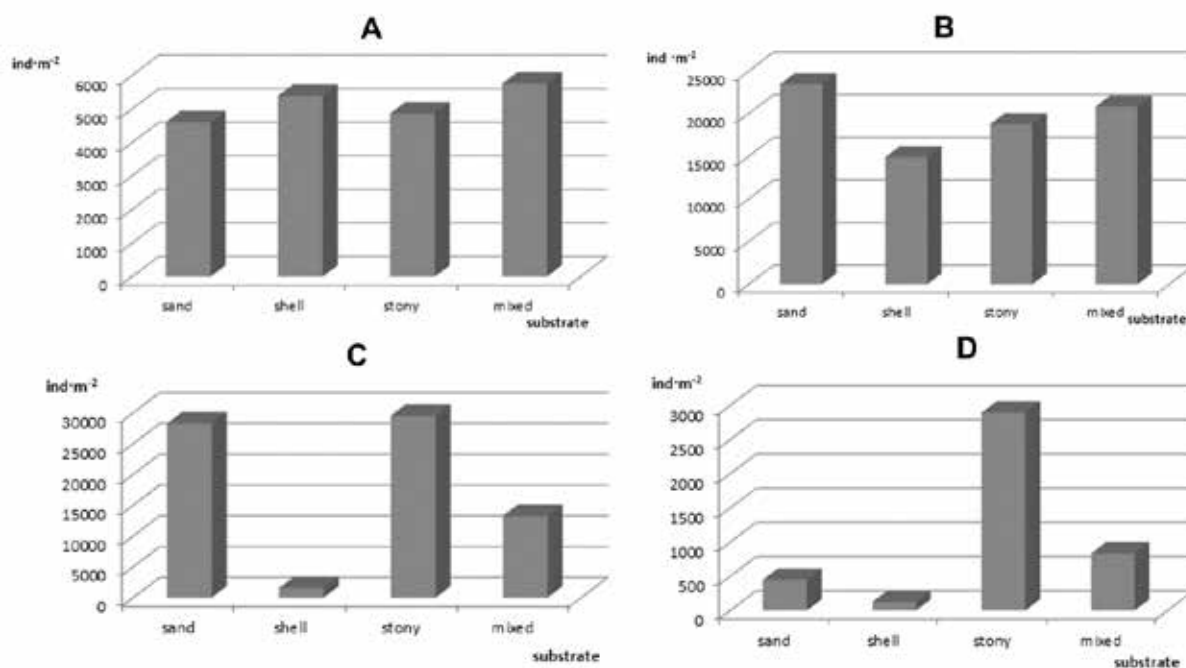 A
ind·m⁻²
6000
5000
4000
3000
2000
1000
0
sand shell stony mixed
substrate
B
ind ·m⁻²
25000
20000
15000
10000
5000
0
sand shell stony mixed substrate
C
ind·m⁻²
30000
25000
20000
15000
10000
5000
0
sand shell stony mixed
substrate
D
ind·m⁻²
3000
2500
2000
1500
1000
500
0
sand shell stony mixed
substrate